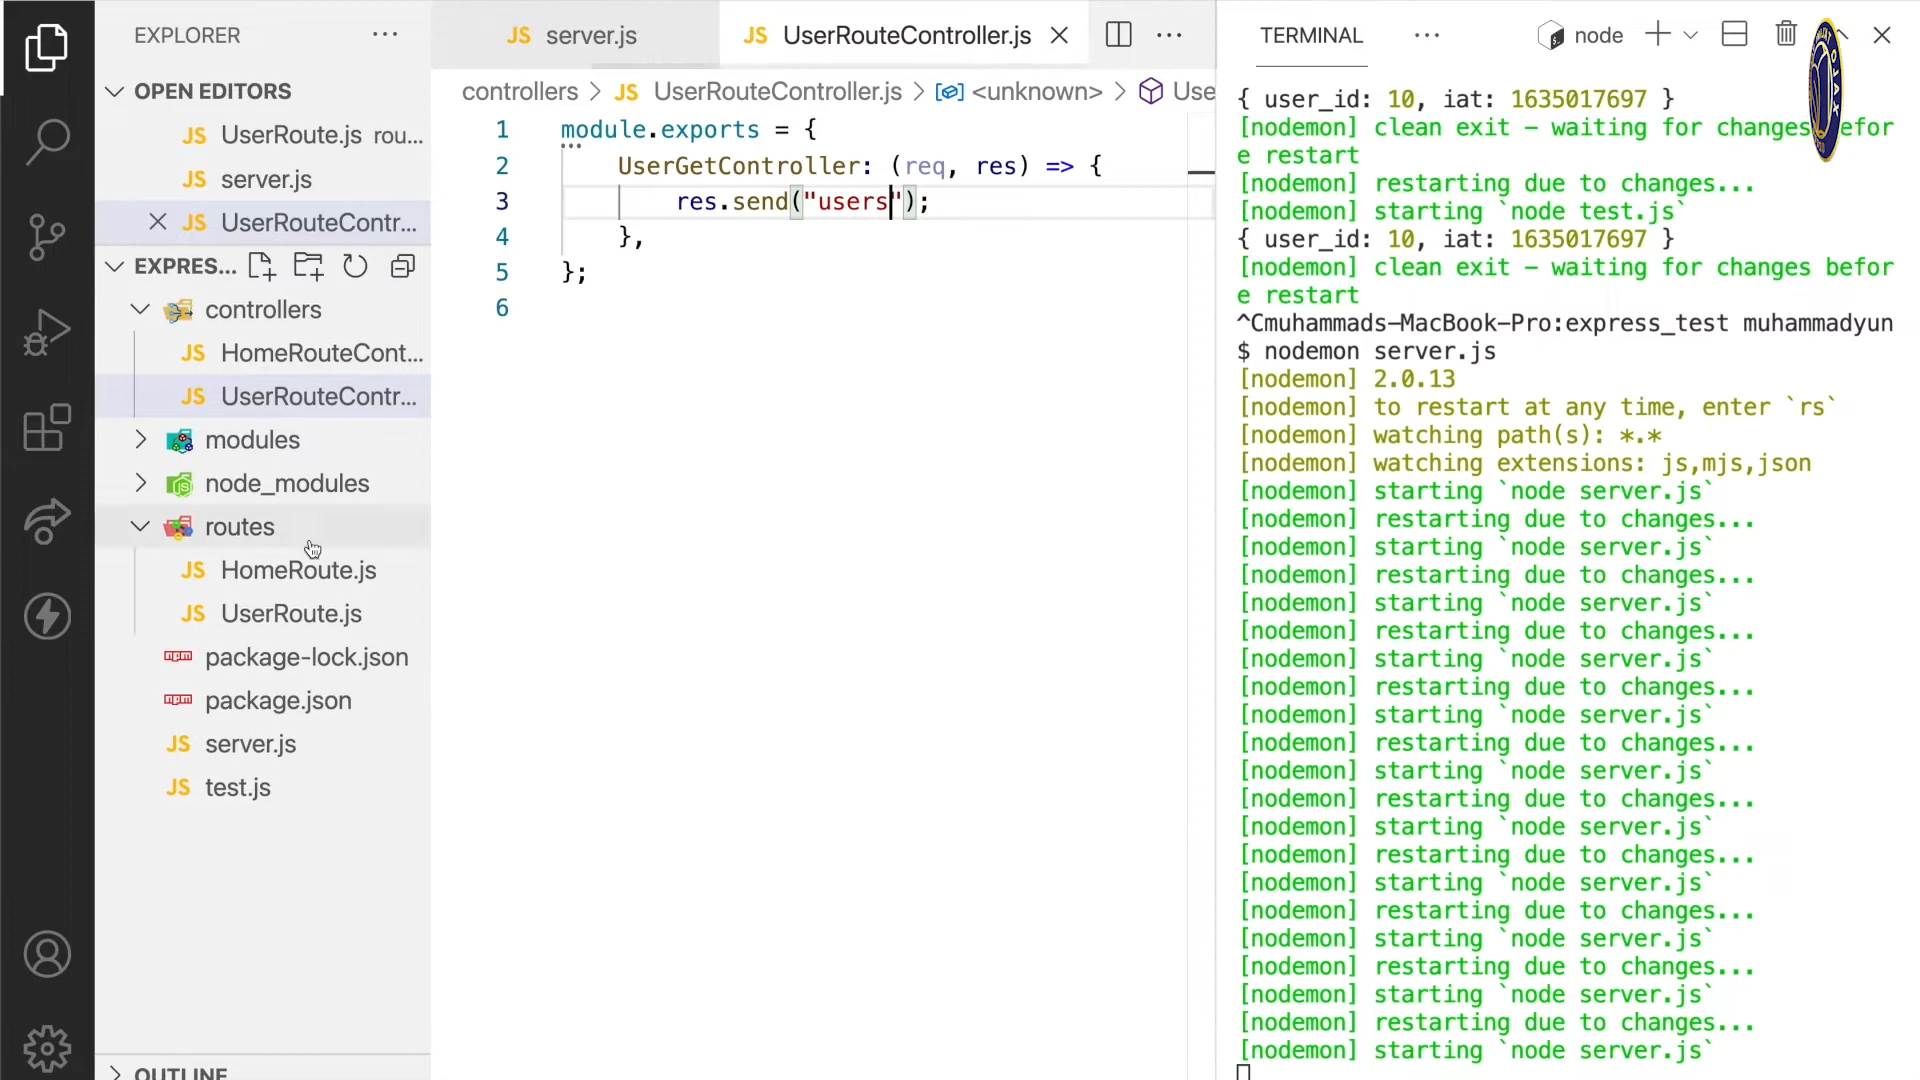 EXPLORER
OPEN EDITORS
JS UserRoute.js rou...
JS server.js
JS UserRouteContr...
EXPRES...
controllers
JS HomeRouteCont...
JS UserRouteContr...
modules
node_modules
routes
JS HomeRoute.js
JS UserRoute.js
package-lock.json
package.json
JS server.js
JS test.js
OUTLINE
JS server.js
JS UserRouteController.js
controllers > JS UserRouteController.js > <unknown> > Use
1 module.exports = {
2 UserGetController: (req, res) => {
3 res.send("users");
4 },
5 };
6
TERMINAL
node
{ user_id: 10, iat: 1635017697 }
[nodemon] clean exit - waiting for changes efor
e restart
[nodemon] restarting due to changes...
[nodemon] starting `node test.js`
{ user_id: 10, iat: 1635017697 }
[nodemon] clean exit - waiting for changes befor
e restart
^Cmuhammads-MacBook-Pro:express_test muhammadyun
$ nodemon server.js
[nodemon] 2.0.13
[nodemon] to restart at any time, enter `rs`
[nodemon] watching path(s): *.*
[nodemon] watching extensions: js,mjs,json
[nodemon] starting `node server.js`
[nodemon] restarting due to changes...
[nodemon] starting `node server.js`
[nodemon] restarting due to changes...
[nodemon] starting `node server.js`
[nodemon] restarting due to changes...
[nodemon] starting `node server.js`
[nodemon] restarting due to changes...
[nodemon] starting `node server.js`
[nodemon] restarting due to changes...
[nodemon] starting `node server.js`
[nodemon] restarting due to changes...
[nodemon] starting `node server.js`
[nodemon] restarting due to changes...
[nodemon] starting `node server.js`
[nodemon] restarting due to changes...
[nodemon] starting `node server.js`
[nodemon] restarting due to changes...
[nodemon] starting `node server.js`
[nodemon] restarting due to changes...
[nodemon] starting `node server.js`